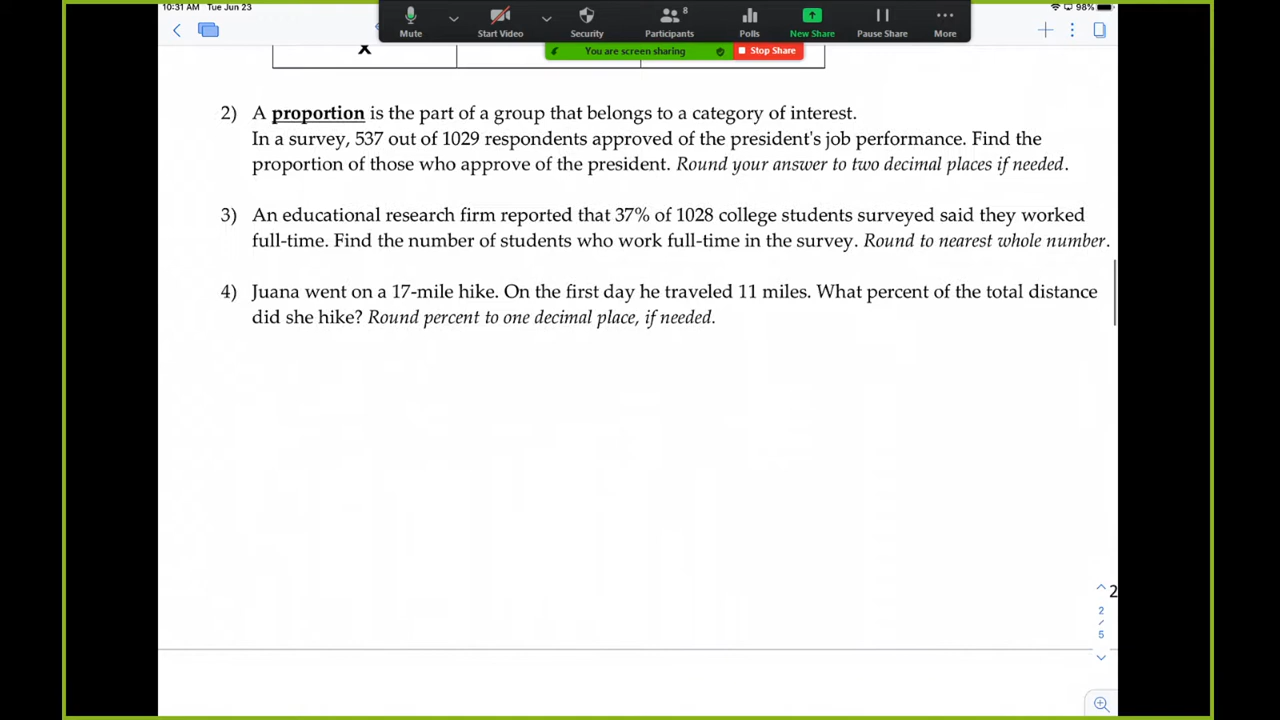 10:31 AM Tue Jun 23
98%
8
Mute
Start Video
Security
Participants
Polls
New Share
Pause Share
More
You are screen sharing
Stop Share
x
2) A proportion is the part of a group that belongs to a category of interest.
In a survey, 537 out of 1029 respondents approved of the president's job performance. Find the
proportion of those who approve of the president. Round your answer to two decimal places if needed.
3) An educational research firm reported that 37% of 1028 college students surveyed said they worked
full-time. Find the number of students who work full-time in the survey. Round to nearest whole number.
4) Juana went on a 17-mile hike. On the first day he traveled 11 miles. What percent of the total distance
did she hike? Round percent to one decimal place, if needed.
2
2
/
5